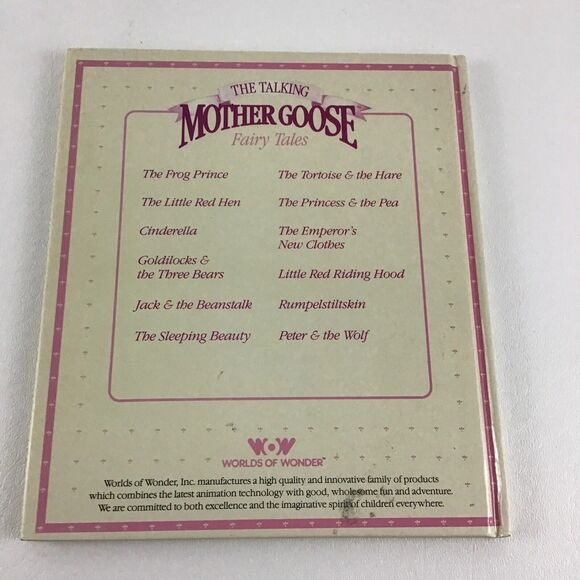 THE TALKING
MOTHER GOOSE
Fairy Tales
The Frog Prince
The Little Red Hen
Cinderella
Goldilocks &
the Three Bears
Jack & the Beanstalk
The Sleeping Beauty
The Tortoise & the Hare
The Princess & the Pea
The Emperor's
New Clothes
Little Red Riding Hood
Rumpelstiltskin
Peter & the Wolf
WOW
WORLDS OF WONDER™
Worlds of Wonder, Inc. manufactures a high quality and innovative family of products
which combines the latest animation technology with good, wholesome fun and adventure.
We are committed to both excellence and the imaginative spirit of children everywhere.